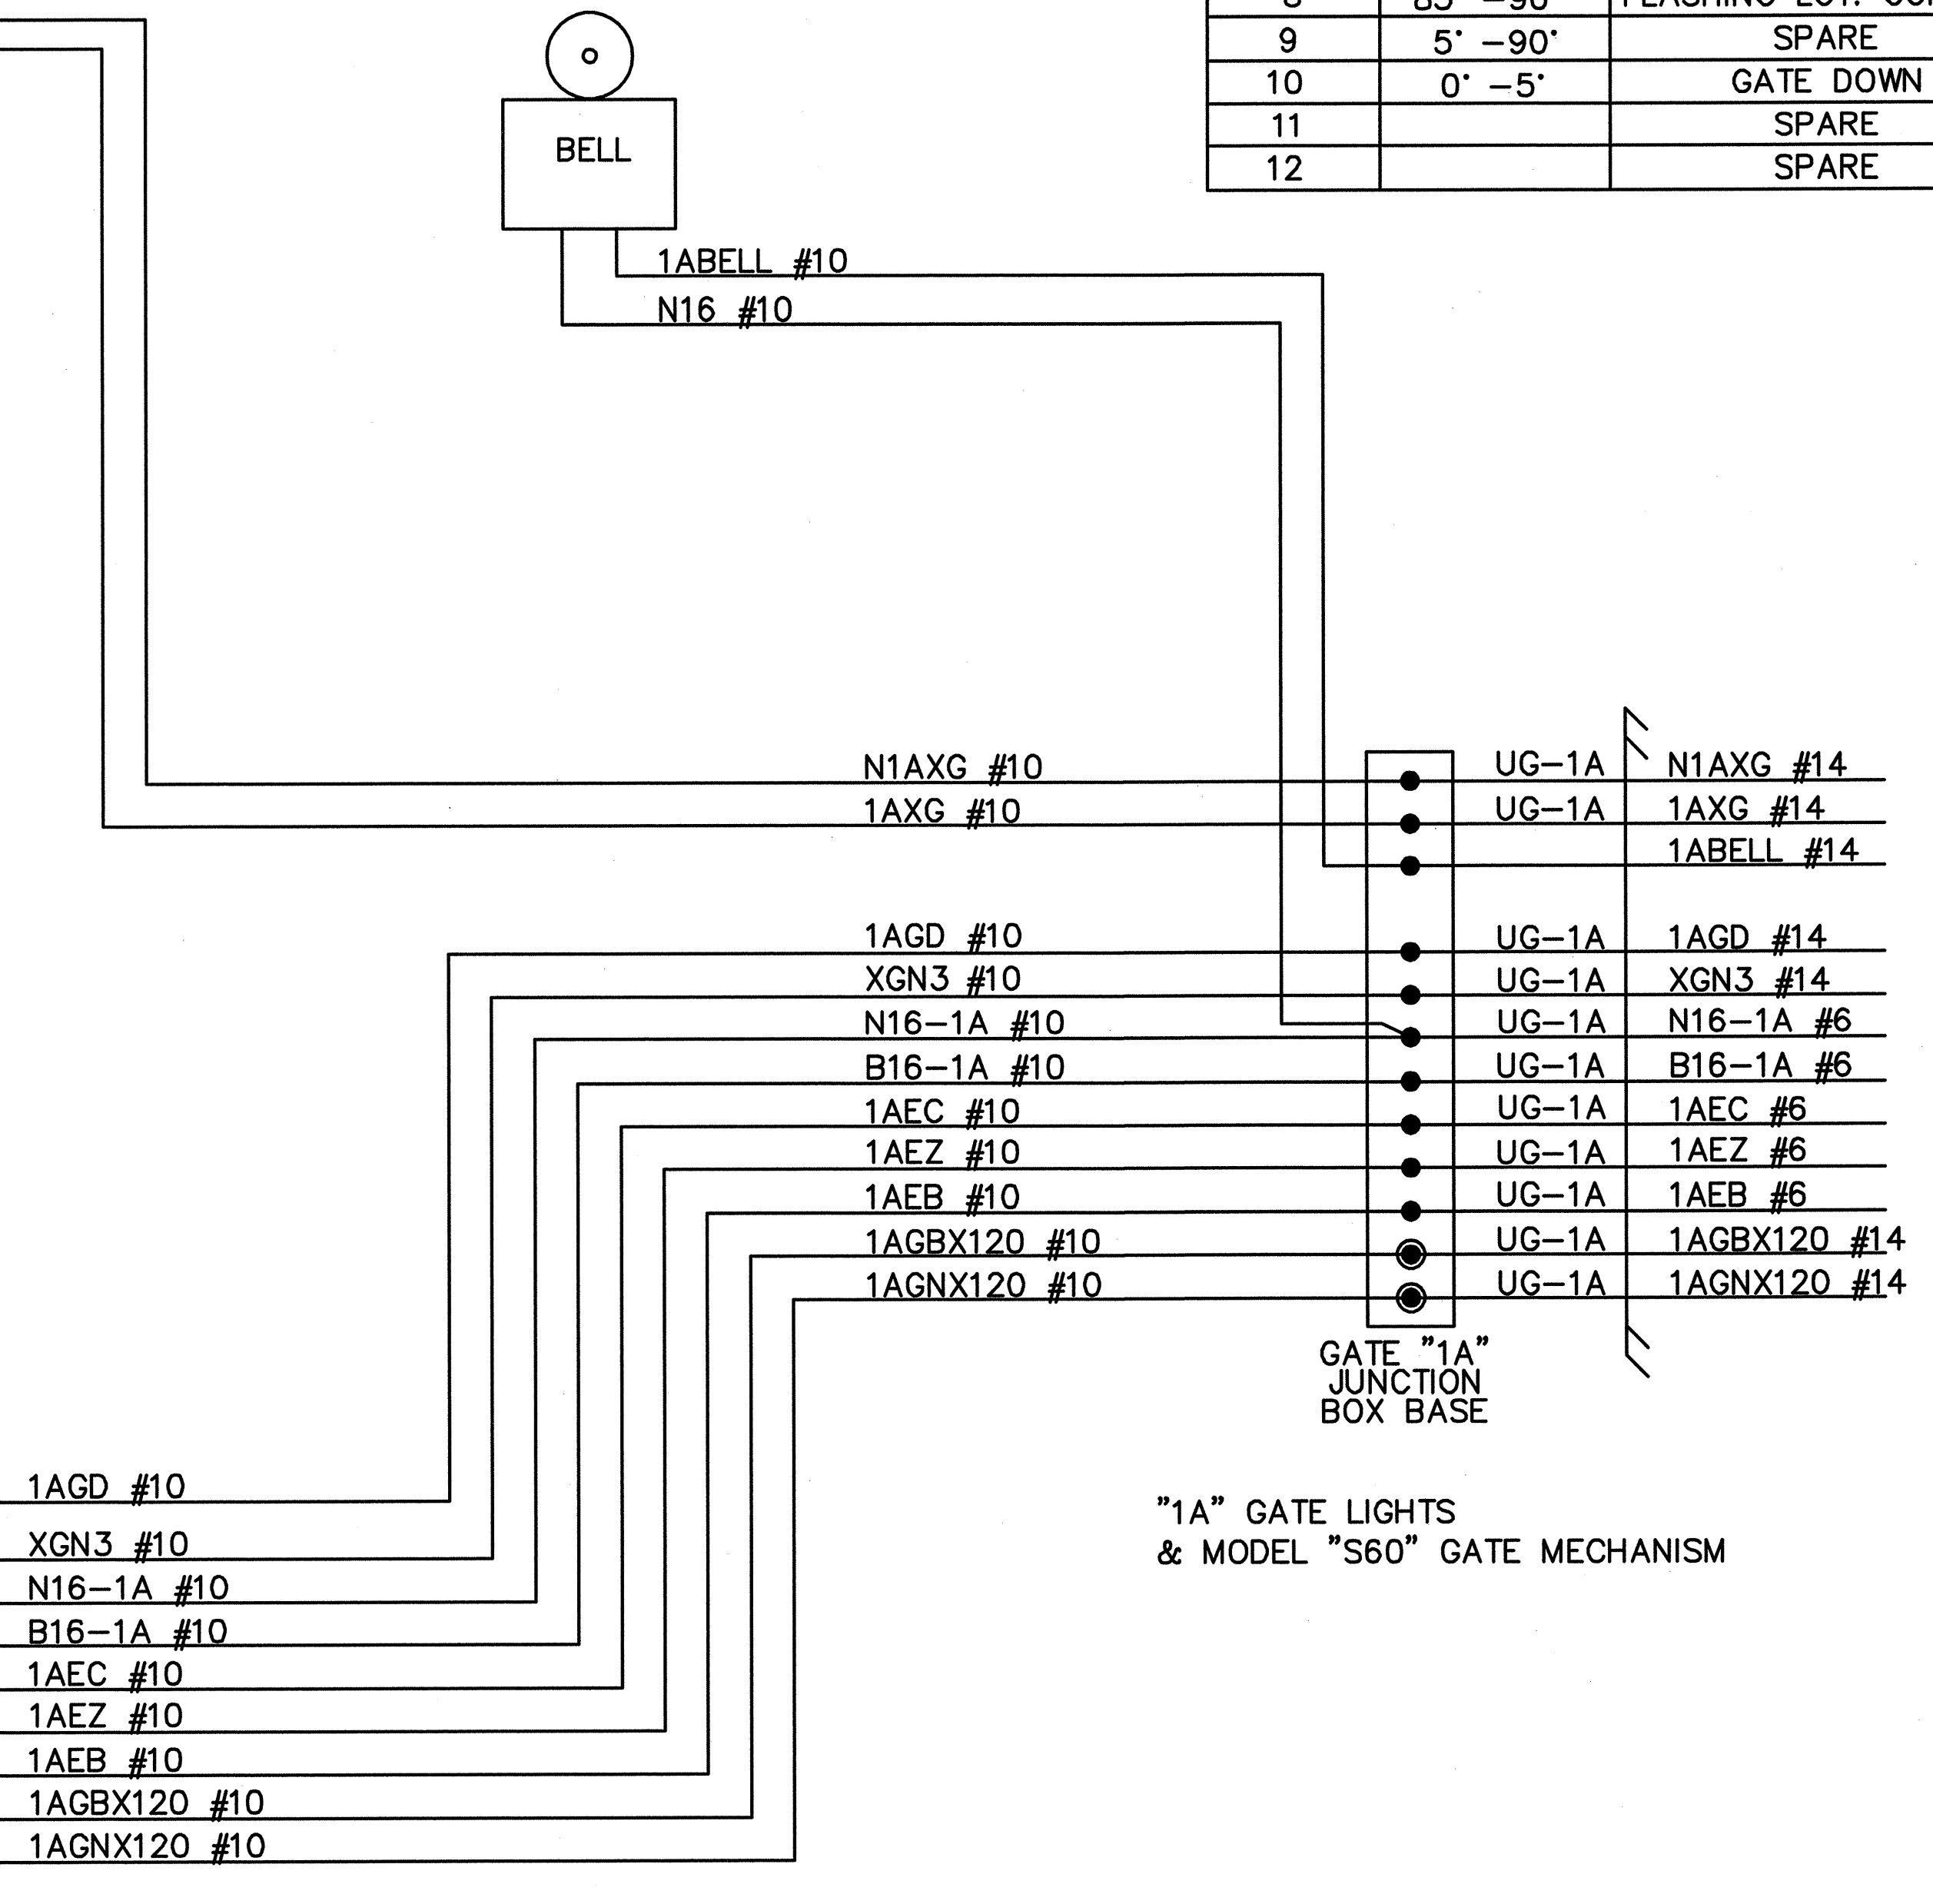 9 5° -90° SPARE
10 0° -5° GATE DOWN
11 SPARE
12 SPARE
BELL
1ABELL #10
N16 #10
N1AXG #10 UG-1A N1AXG #14
1AXG #10 UG-1A 1AXG #14
1ABELL #14
1AGD #10 UG-1A 1AGD #14
XGN3 #10 UG-1A XGN3 #14
N16-1A #10 UG-1A N16-1A #6
B16-1A #10 UG-1A B16-1A #6
1AEC #10 UG-1A 1AEC #6
1AEZ #10 UG-1A 1AEZ #6
1AEB #10 UG-1A 1AEB #6
1AGBX120 #10 UG-1A 1AGBX120 #14
1AGNX120 #10 UG-1A 1AGNX120 #14
GATE "1A"
JUNCTION
BOX BASE
"1A" GATE LIGHTS
& MODEL "S60" GATE MECHANISM
1AGD #10
XGN3 #10
N16-1A #10
B16-1A #10
1AEC #10
1AEZ #10
1AEB #10
1AGBX120 #10
1AGNX120 #10